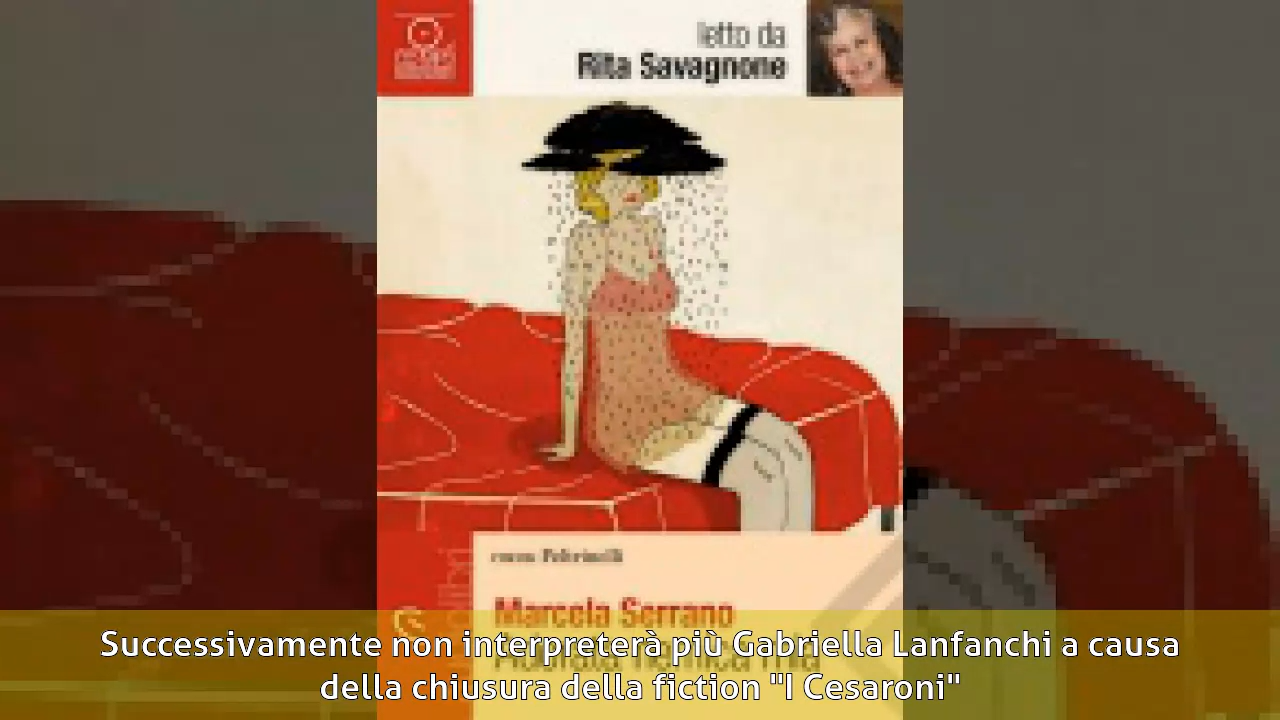 letto da
Rita Savagnone
Marcela Serrano
Successivamente non interpreterà più Gabriella Lanfanchi a causa
della chiusura della fiction "I Cesaroni"